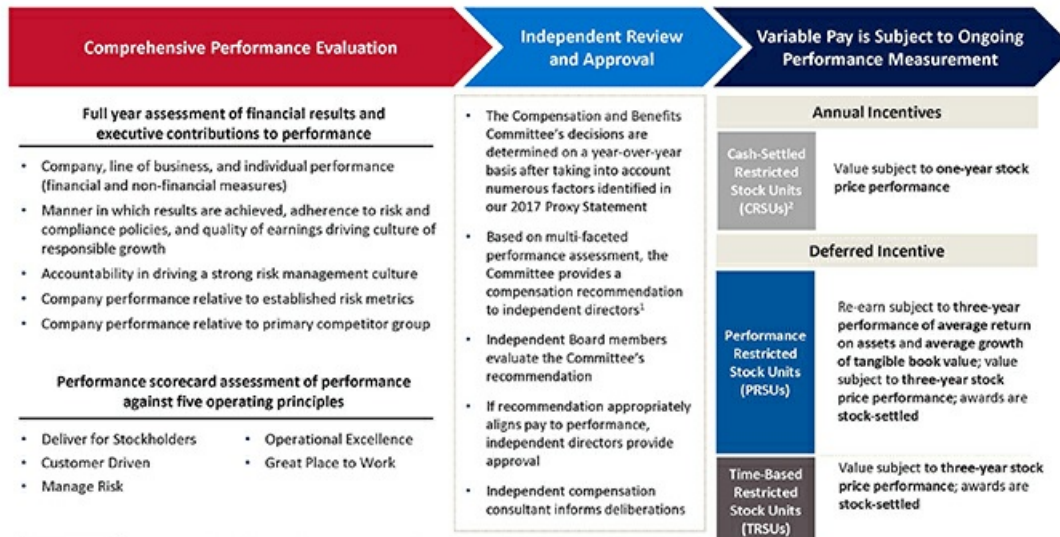 Comprehensive Performance Evaluation
Independent Review
and Approval
Variable Pay is Subject to Ongoing
Performance Measurement
Full year assessment of financial results and
executive contributions to performance
• Company, line of business, and individual performance
(financial and non-financial measures)
• Manner in which results are achieved, adherence to risk and
compliance policies, and quality of earnings driving culture of
responsible growth
• Accountability in driving a strong risk management culture
• Company performance relative to established risk metrics
• Company performance relative to primary competitor group
Performance scorecard assessment of performance
against five operating principles
• Deliver for Stockholders
• Customer Driven
• Manage Risk
• Operational Excellence
• Great Place to Work
• The Compensation and Benefits
Committee's decisions are
determined on a year-over-year
basis after taking into account
numerous factors identified in
our 2017 Proxy Statement
• Based on multi-faceted
performance assessment, the
Committee provides a
compensation recommendation
to independent directors¹
• Independent Board members
evaluate the Committee's
recommendation
• If recommendation appropriately
aligns pay to performance,
independent directors provide
approval
• Independent compensation
consultant informs deliberations
Annual Incentives
Cash-Settled
Restricted
Stock Units
(CRSUs)²
Value subject to one-year stock
price performance
Deferred Incentive
Performance
Restricted
Stock Units
(PRSUs)
Re-earn subject to three-year
performance of average return
on assets and average growth
of tangible book value; value
subject to three-year stock
price performance; awards are
stock-settled
Time-Based
Restricted
Stock Units
(TRSUs)
Value subject to three-year stock
price performance; awards are
stock-settled